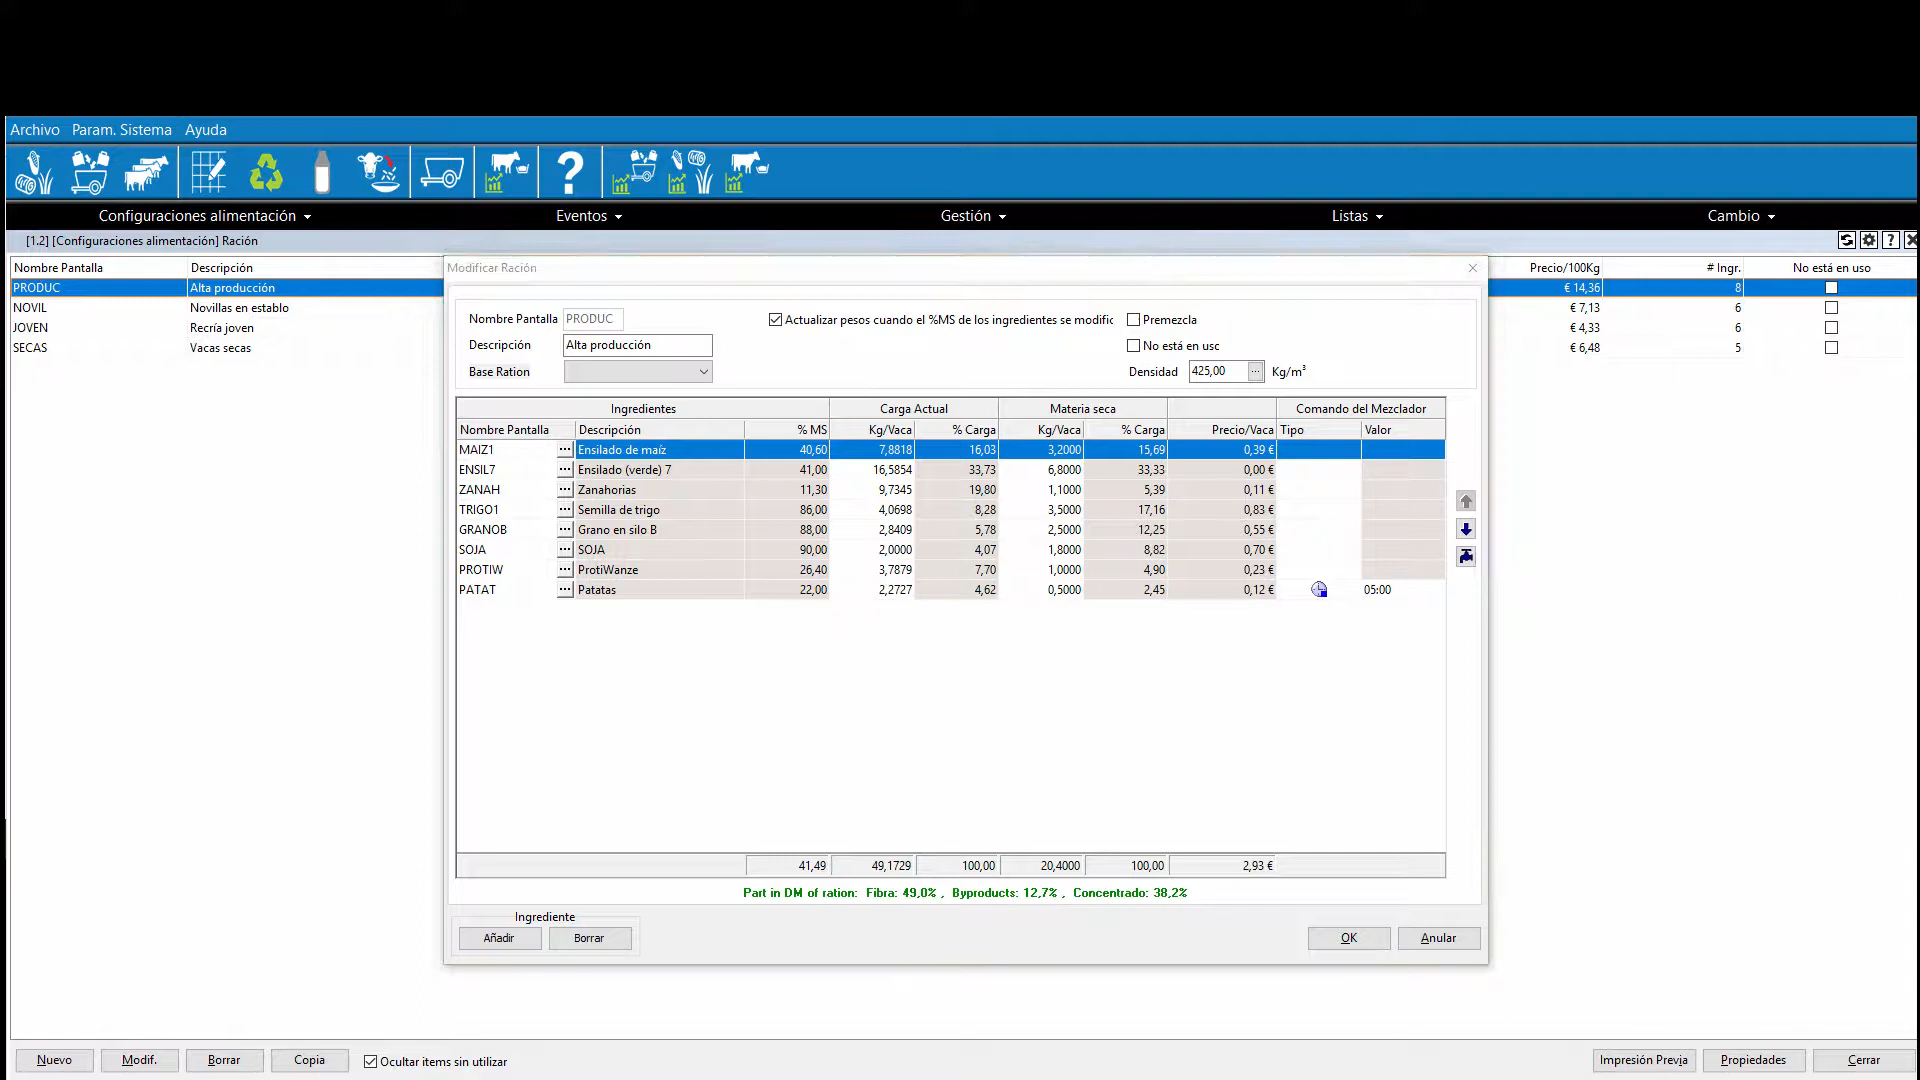 Archivo Param. Sistema Ayuda
Configuraciones alimentación Eventos Gestión Listas Cambio
[1.2] [Configuraciones alimentación] Ración
Nombre Pantalla Descripción Precio/100Kg # Ingr. No está en uso
PRODUC Alta producción € 14,36 8
NOVIL Novillas en establo € 7,13 6
JOVEN Recría joven € 4,33 6
SECAS Vacas secas € 6,48 5
Modificar Ración
Nombre Pantalla PRODUC Actualizar pesos cuando el %MS de los ingredientes se modific Premezcla
Descripción Alta producción No está en usc
Base Ration Densidad 425,00 ... Kg/m³
Ingredientes Carga Actual Materia seca Comando del Mezclador
Nombre Pantalla Descripción % MS Kg/Vaca % Carga Kg/Vaca % Carga Precio/Vaca Tipo Valor
MAIZ1 ... Ensilado de maíz 40,60 7,8818 16,03 3,2000 15,69 0,39 €
ENSIL7 ... Ensilado (verde) 7 41,00 16,5854 33,73 6,8000 33,33 0,00 €
ZANAH ... Zanahorias 11,30 9,7345 19,80 1,1000 5,39 0,11 €
TRIGO1 ... Semilla de trigo 86,00 4,0698 8,28 3,5000 17,16 0,83 €
GRANOB ... Grano en silo B 88,00 2,8409 5,78 2,5000 12,25 0,55 €
SOJA ... SOJA 90,00 2,0000 4,07 1,8000 8,82 0,70 €
PROTIW ... ProtiWanze 26,40 3,7879 7,70 1,0000 4,90 0,23 €
PATAT ... Patatas 22,00 2,2727 4,62 0,5000 2,45 0,12 € 05:00
41,49 49,1729 100,00 20,4000 100,00 2,93 €
Part in DM of ration: Fibra: 49,0% , Byproducts: 12,7% , Concentrado: 38,2%
Ingrediente
Añadir Borrar OK Anular
Nuevo Modif. Borrar Copia Ocultar items sin utilizar Impresión Previa Propiedades Cerrar